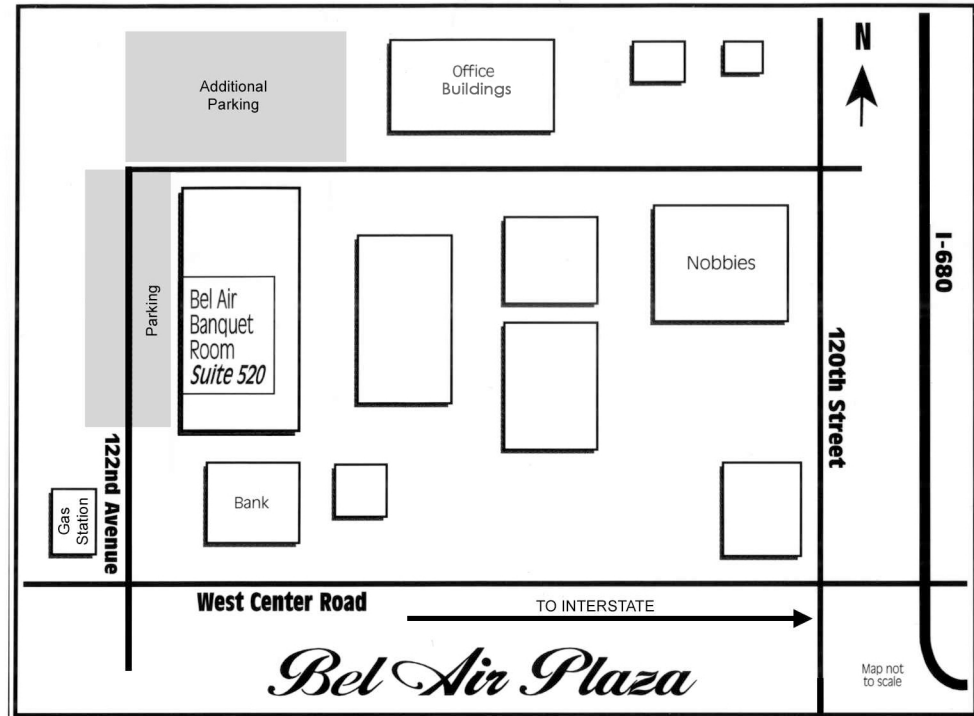 Additional
Parking
Office
Buildings
N
I-680
Parking
Bel Air
Banquet
Room
Suite 520
Nobbies
120th Street
122nd Avenue
Gas
Station
Bank
West Center Road
TO INTERSTATE
Bel Air Plaza
Map not
to scale